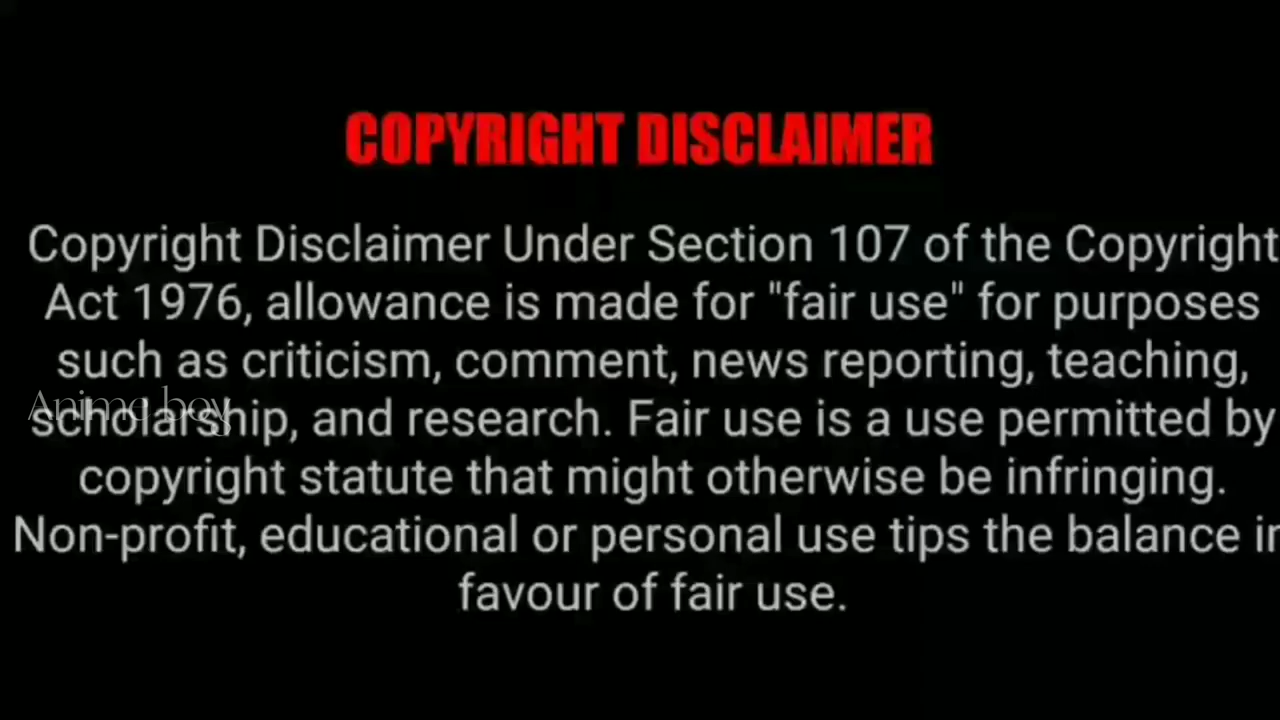 COPYRIGHT DISCLAIMER
Copyright Disclaimer Under Section 107 of the Copyright
Act 1976, allowance is made for "fair use" for purposes
such as criticism, comment, news reporting, teaching,
Anime boy
scholarship, and research. Fair use is a use permitted by
copyright statute that might otherwise be infringing.
Non-profit, educational or personal use tips the balance in
favour of fair use.